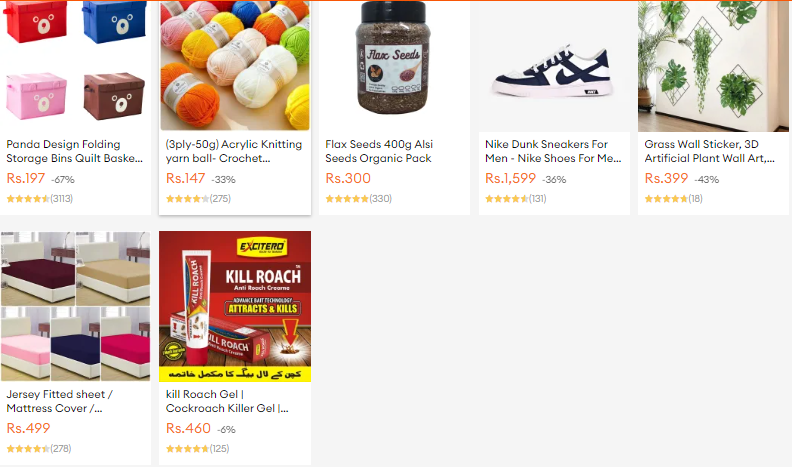 Flax Seeds
Panda Design Folding
Storage Bins Quilt Baske...
Rs.197 -67%
(3113)
(3ply-50g) Acrylic Knitting
yarn ball- Crochet...
Rs.147 -33%
(275)
Flax Seeds 400g Alsi
Seeds Organic Pack
Rs.300
(330)
Nike Dunk Sneakers For
Men - Nike Shoes For Me...
Rs.1,599 -36%
(131)
Grass Wall Sticker, 3D
Artificial Plant Wall Art,...
Rs.399 -43%
(18)
Jersey Fitted sheet /
Mattress Cover /...
Rs.499
(278)
EXCITERO
KILL ROACH
Anti Roach Creame
ADVANCE BAIT TECHNOLOGY
ATTRACTS & KILLS
KILL ROACH
KILL ROACH
کچن کے لال بیگ کا مکمل خاتمہ
kill Roach Gel |
Cockroach Killer Gel |...
Rs.460 -6%
(125)